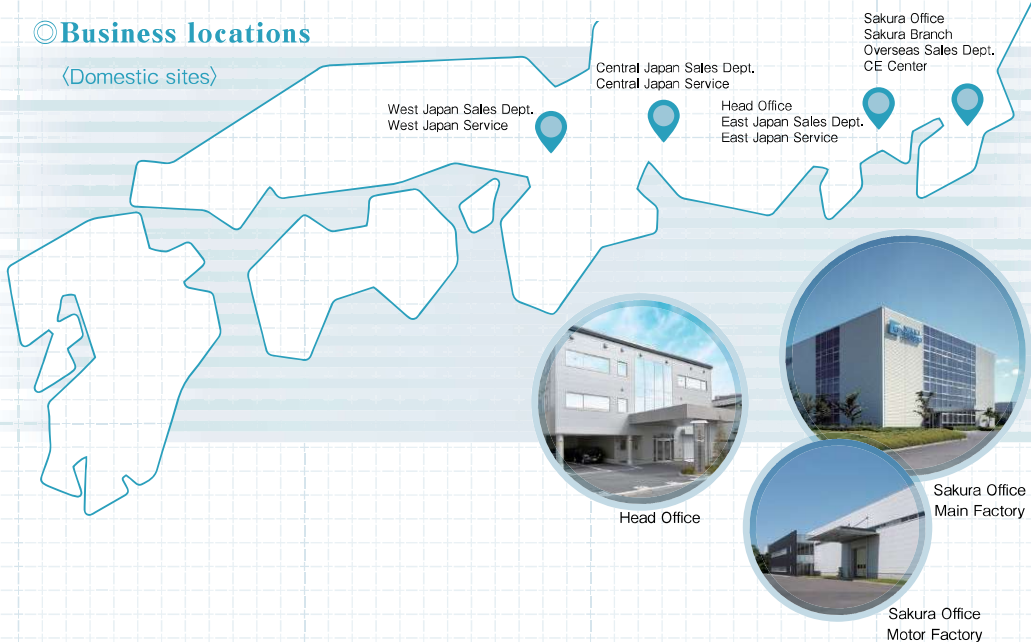 ◎Business locations
〈Domestic sites〉
West Japan Sales Dept.
West Japan Service
Central Japan Sales Dept.
Central Japan Service
Head Office
East Japan Sales Dept.
East Japan Service
Sakura Office
Sakura Branch
Overseas Sales Dept.
CE Center
Head Office
Sakura Office
Main Factory
Sakura Office
Motor Factory